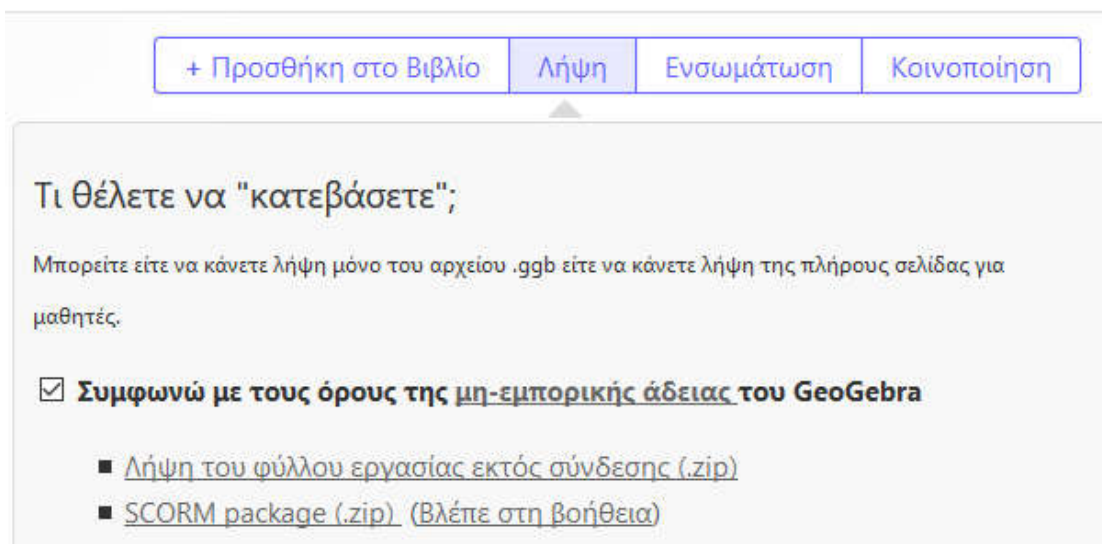 + Προσθήκη στο Βιβλίο Λήψη Ενσωμάτωση Κοινοποίηση
Τι θέλετε να "κατεβάσετε";
Μπορείτε είτε να κάνετε λήψη μόνο του αρχείου .ggb είτε να κάνετε λήψη της πλήρους σελίδας για
μαθητές.
Συμφωνώ με τους όρους της μη-εμπορικής άδειας του GeoGebra
Λήψη του φύλλου εργασίας εκτός σύνδεσης (.zip)
SCORM package (.zip) (Βλέπε στη βοήθεια)